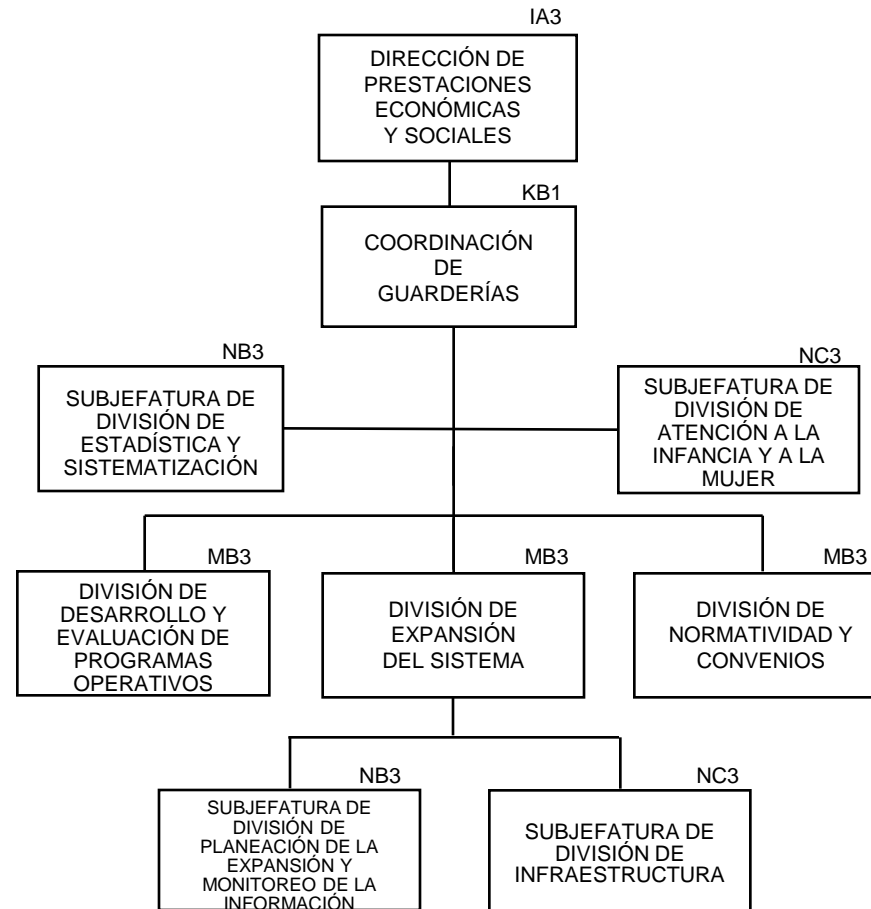 IA3
DIRECCIÓN DE
PRESTACIONES
ECONÓMICAS
Y SOCIALES
KB1
COORDINACIÓN
DE
GUARDERÍAS
NB3
SUBJEFATURA DE
DIVISIÓN DE
ESTADÍSTICA Y
SISTEMATIZACIÓN
NC3
SUBJEFATURA DE
DIVISIÓN DE
ATENCIÓN A LA
INFANCIA Y A LA
MUJER
MB3
DIVISIÓN DE
DESARROLLO Y
EVALUACIÓN DE
PROGRAMAS
OPERATIVOS
MB3
DIVISIÓN DE
EXPANSIÓN
DEL SISTEMA
MB3
DIVISIÓN DE
NORMATIVIDAD Y
CONVENIOS
NB3
SUBJEFATURA DE
DIVISIÓN DE
PLANEACIÓN DE LA
EXPANSIÓN Y
MONITOREO DE LA
INFORMACIÓN
NC3
SUBJEFATURA DE
DIVISIÓN DE
INFRAESTRUCTURA